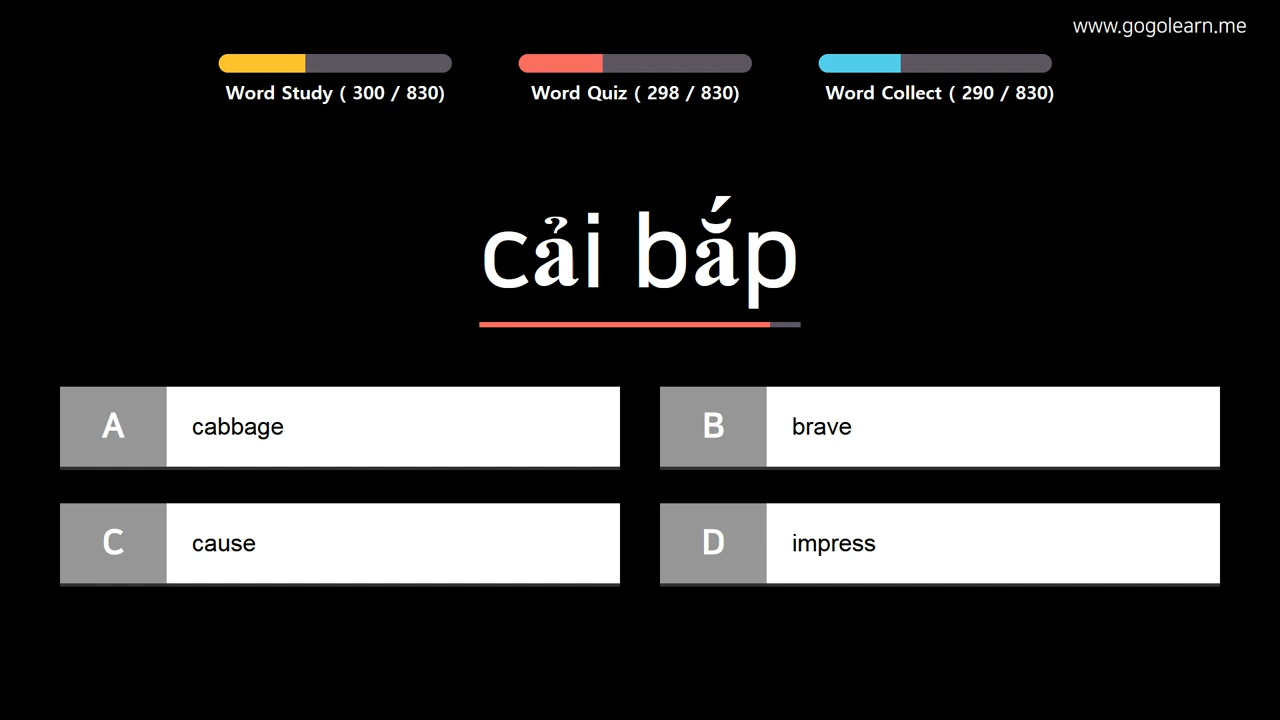 www.gogolearn.me
Word Study ( 300 / 830)
Word Quiz ( 298 / 830)
Word Collect ( 290 / 830)
cải bắp
A cabbage
B brave
C cause
D impress